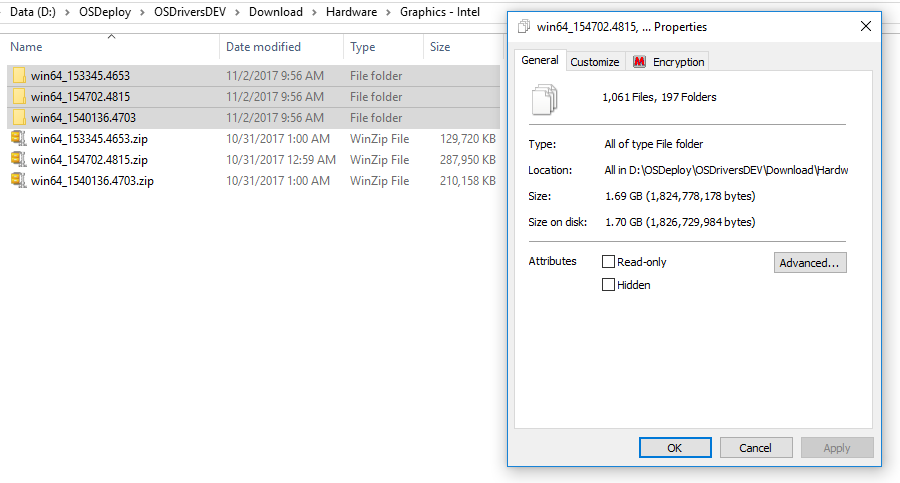 Data (D:) > OSDeploy > OSDriversDEV > Download > Hardware > Graphics - Intel
Name Date modified Type Size
win64_153345.4653 11/2/2017 9:56 AM File folder
win64_154702.4815 11/2/2017 9:56 AM File folder
win64_1540136.4703 11/2/2017 9:56 AM File folder
win64_153345.4653.zip 10/31/2017 1:00 AM WinZip File 129,720 KB
win64_154702.4815.zip 10/31/2017 12:59 AM WinZip File 287,950 KB
win64_1540136.4703.zip 10/31/2017 1:00 AM WinZip File 210,158 KB
win64_154702.4815, ... Properties
General Customize Encryption
1,061 Files, 197 Folders
Type: All of type File folder
Location: All in D:\OSDeploy\OSDriversDEV\Download\Hardw
Size: 1.69 GB (1,824,778,178 bytes)
Size on disk: 1.70 GB (1,826,729,984 bytes)
Attributes Read-only Advanced...
Hidden
OK Cancel Apply